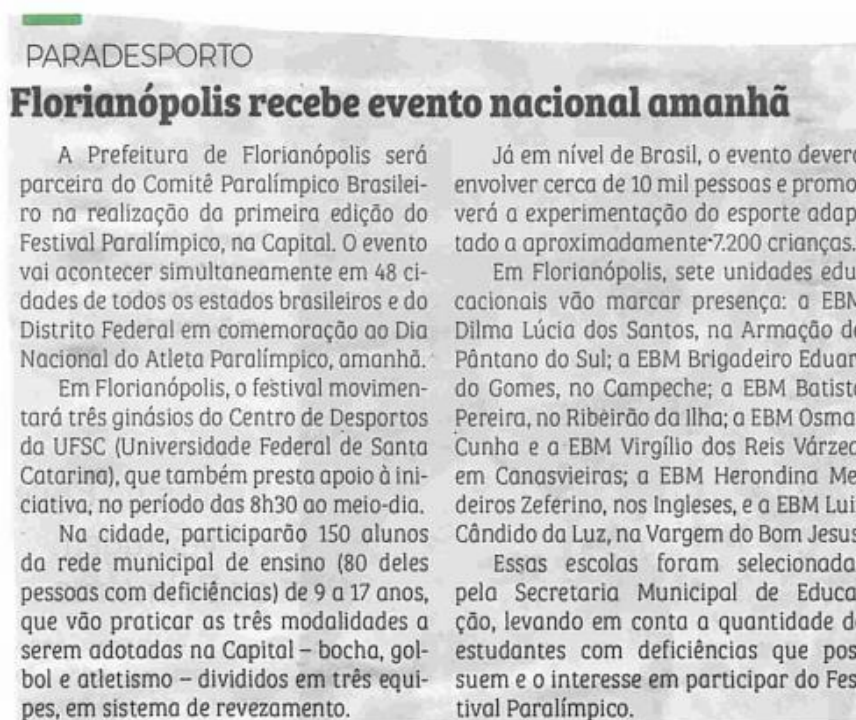 PARADESPORTO
Florianópolis recebe evento nacional amanhã
A Prefeitura de Florianópolis será
parceira do Comitê Paralímpico Brasilei-
ro na realização da primeira edição do
Festival Paralímpico, na Capital. O evento
vai acontecer simultaneamente em 48 ci-
dades de todos os estados brasileiros e do
Distrito Federal em comemoração ao Dia
Nacional do Atleta Paralímpico, amanhã.
Em Florianópolis, o festival movimen-
tará três ginásios do Centro de Desportos
da UFSC (Universidade Federal de Santa
Catarina), que também presta apoio à ini-
ciativa, no período das 8h30 ao meio-dia.
Na cidade, participarão 150 alunos
da rede municipal de ensino (80 deles
pessoas com deficiências) de 9 a 17 anos,
que vão praticar as três modalidades a
serem adotadas na Capital – bocha, gol-
bol e atletismo – divididos em três equi-
pes, em sistema de revezamento.
Já em nível de Brasil, o evento deverá
envolver cerca de 10 mil pessoas e promo-
verá a experimentação do esporte adap-
tado a aproximadamente 7.200 crianças.
Em Florianópolis, sete unidades edu-
cacionais vão marcar presença: a EBM
Dilma Lúcia dos Santos, na Armação do
Pântano do Sul; a EBM Brigadeiro Eduar-
do Gomes, no Campeche; a EBM Batista
Pereira, no Ribeirão da Ilha; a EBM Osma
Cunha e a EBM Virgílio dos Reis Várzea
em Canasvieiras; a EBM Herondina Me-
deiros Zeferino, nos Ingleses, e a EBM Lui
Cândido da Luz, na Vargem do Bom Jesus
Essas escolas foram selecionada
pela Secretaria Municipal de Educa
ção, levando em conta a quantidade d
estudantes com deficiências que pos
suem e o interesse em participar do Fes
tival Paralímpico.